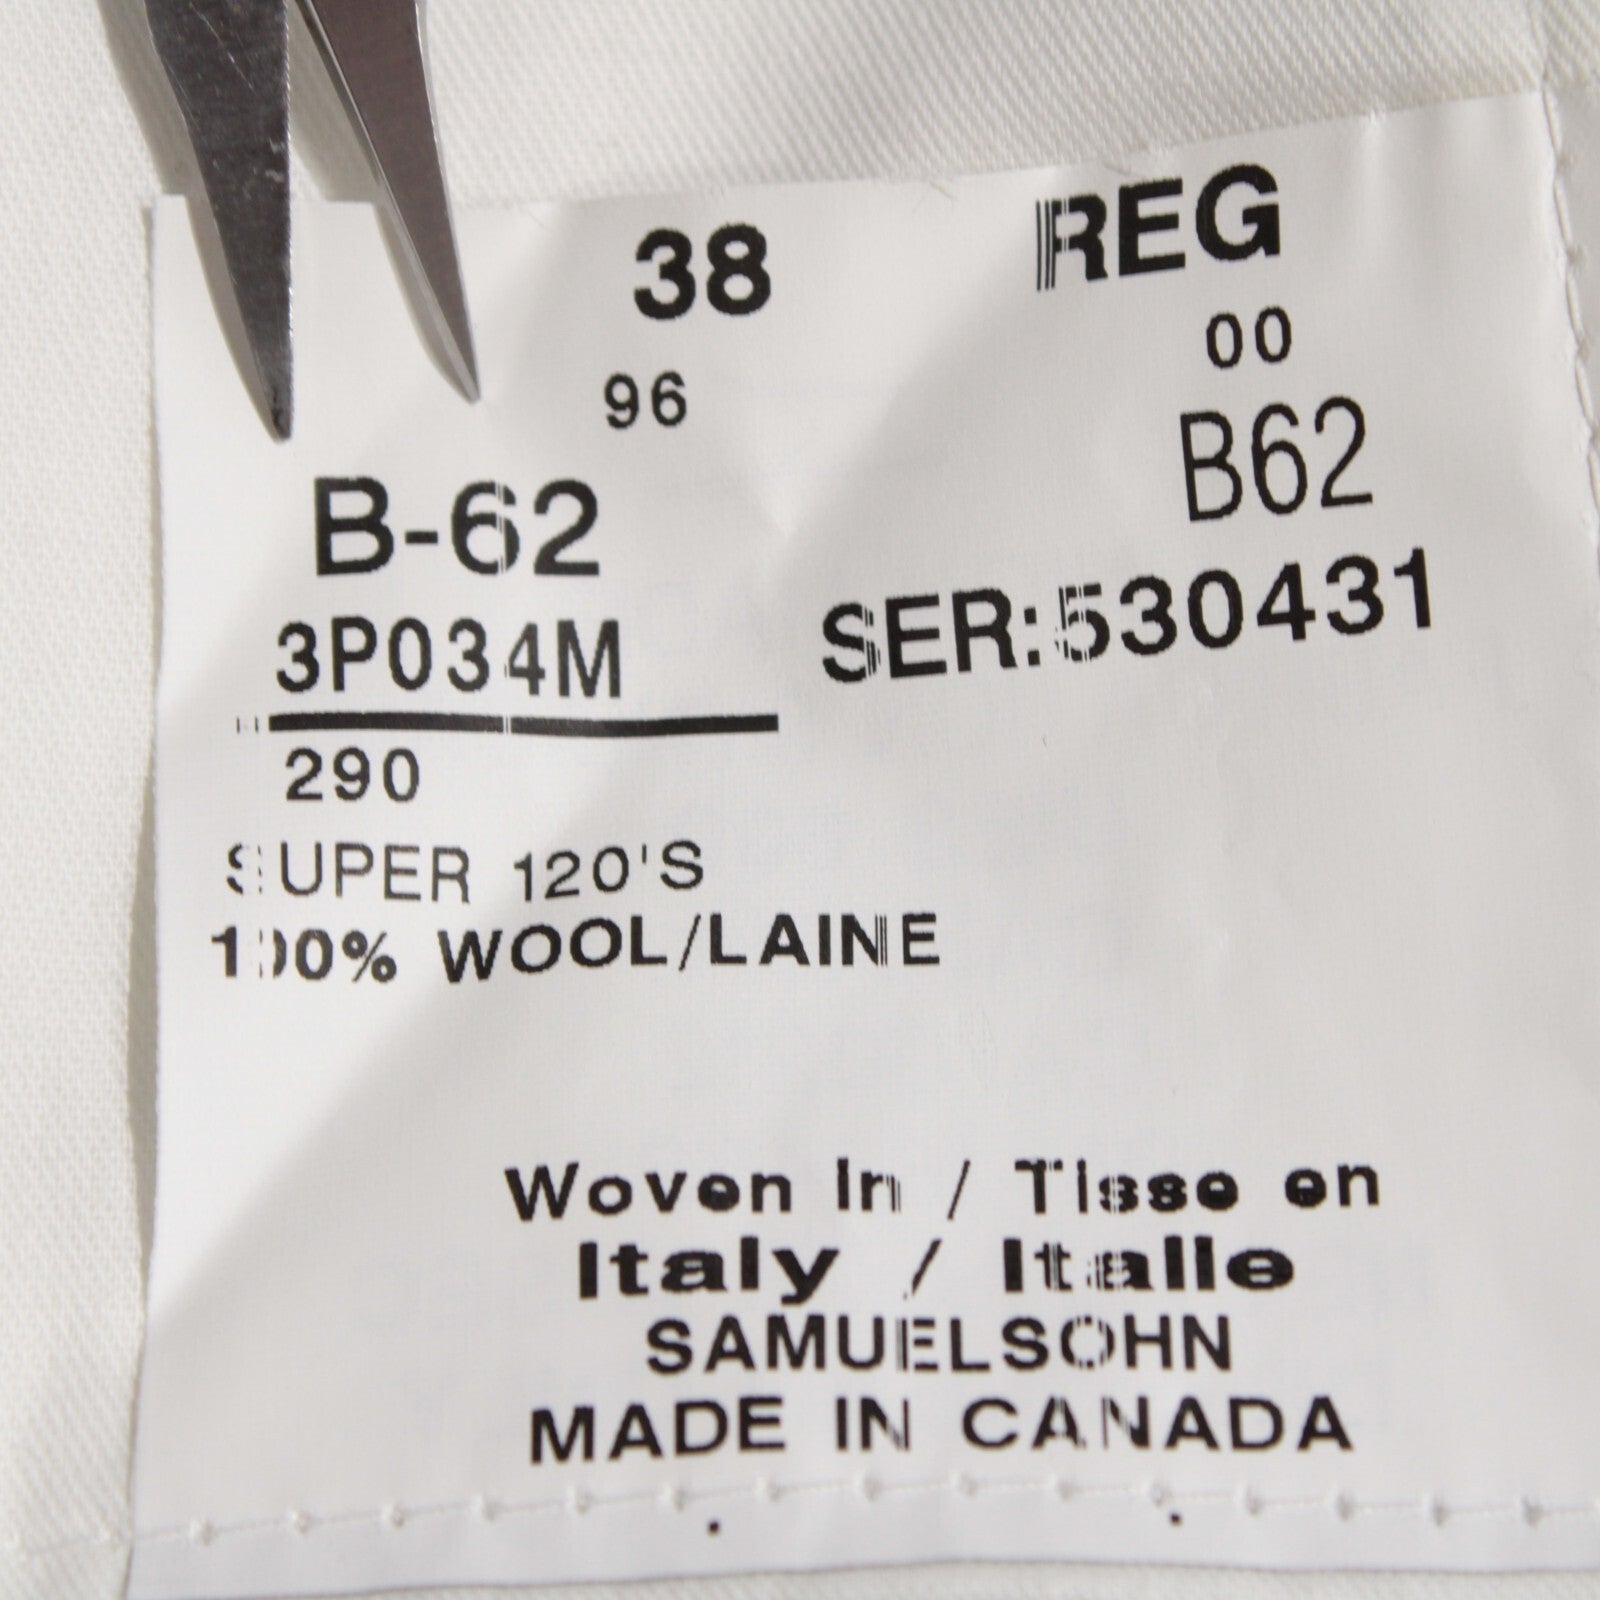 38 REG
96 00
B-62 B62
3P034M SER:530431
290
SUPER 120'S
100% WOOL/LAINE
Woven In / Tisse en
Italy / Italie
SAMUELSOHN
MADE IN CANADA